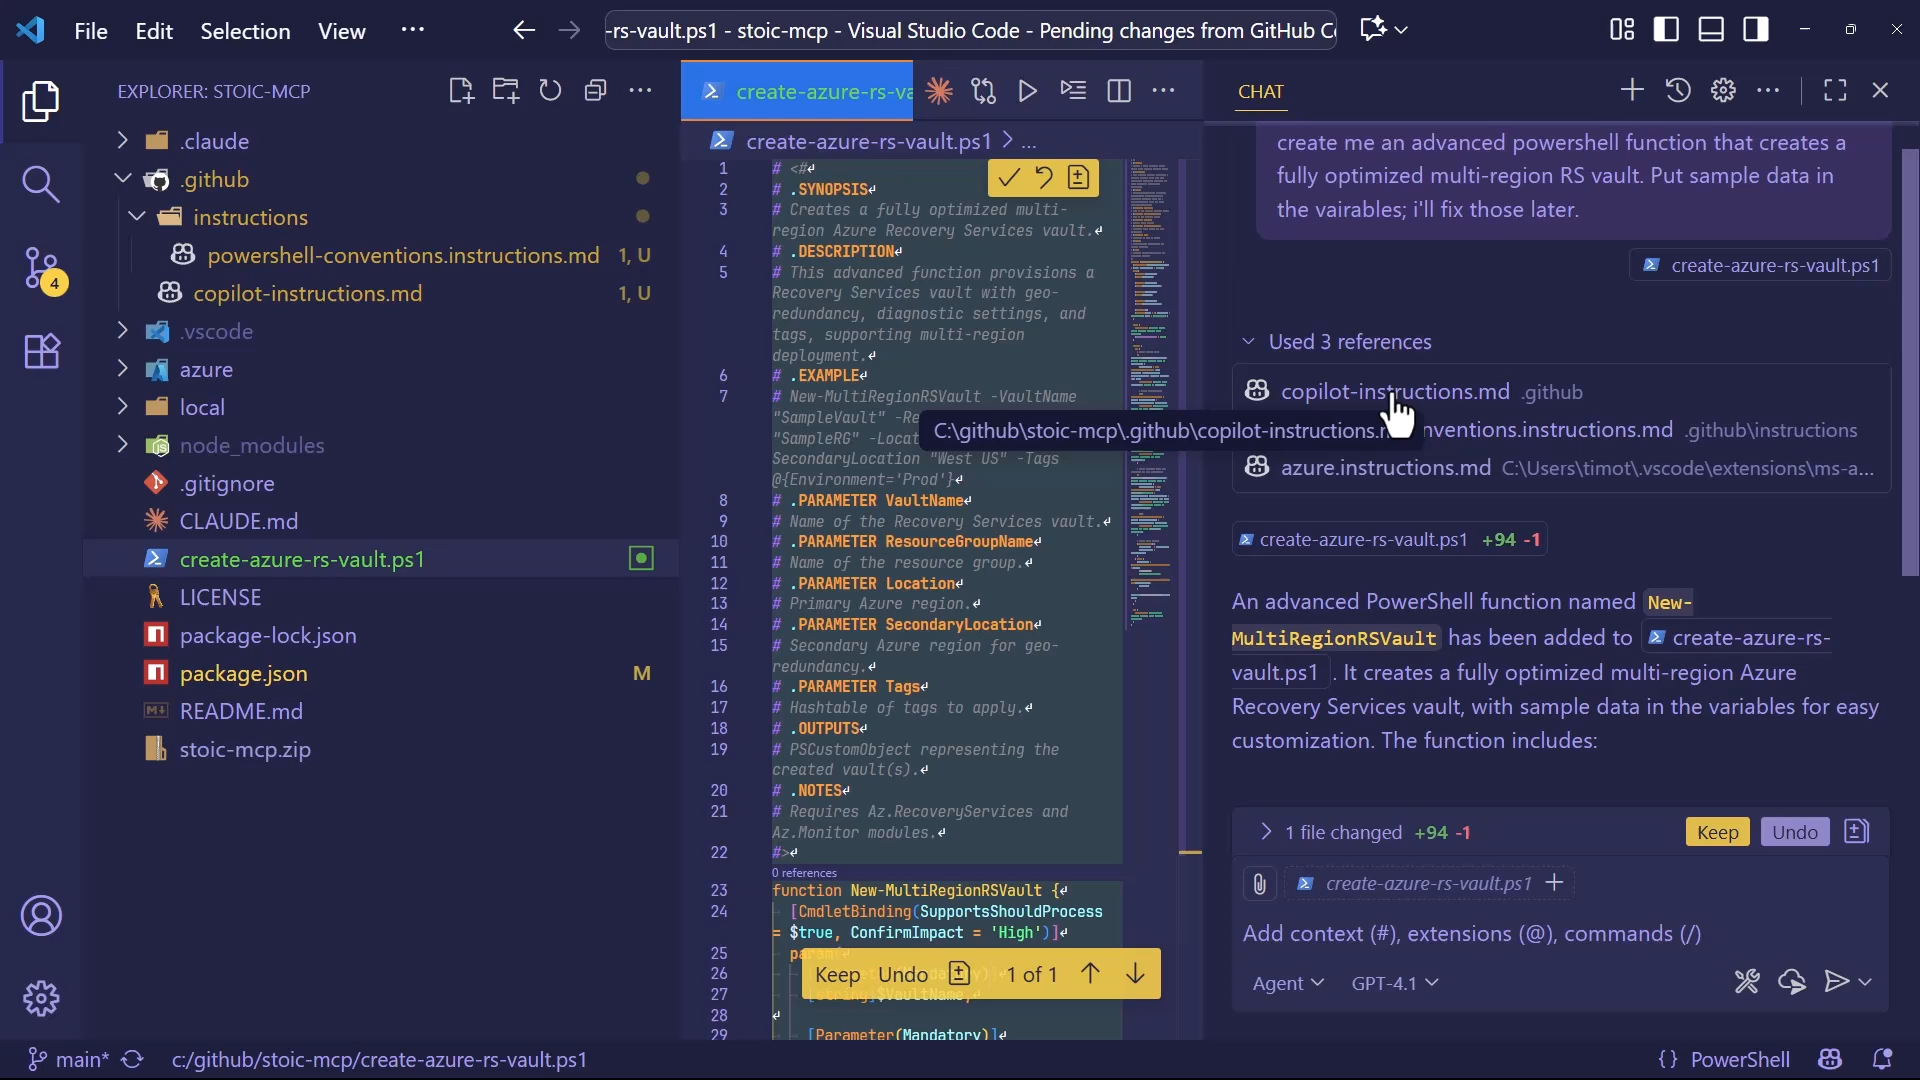 File Edit Selection View ···
-rs-vault.ps1 - stoic-mcp - Visual Studio Code - Pending changes from GitHub Co
EXPLORER: STOIC-MCP
.claude
.github
instructions
powershell-conventions.instructions.md 1, U
copilot-instructions.md 1, U
4
.vscode
azure
local
node_modules
.gitignore
CLAUDE.md
create-azure-rs-vault.ps1
LICENSE
package-lock.json
package.json M
README.md
stoic-mcp.zip
create-azure-rs-va
create-azure-rs-vault.ps1 > ...
1 # <#
2 # .SYNOPSIS
3 # Creates a fully optimized multi-
region Azure Recovery Services vault.
4 # .DESCRIPTION
5 # This advanced function provisions a
Recovery Services vault with geo-
redundancy, diagnostic settings, and
tags, supporting multi-region
deployment.
6 # .EXAMPLE
7 # New-MultiRegionRSVault -VaultName
"SampleVault" -Re
"SampleRG" -Locat
SecondaryLocation "West US" -Tags
@{Environment='Prod'}
8 # .PARAMETER VaultName
9 # Name of the Recovery Services vault.
10 # .PARAMETER ResourceGroupName
11 # Name of the resource group.
12 # .PARAMETER Location
13 # Primary Azure region.
14 # .PARAMETER SecondaryLocation
15 # Secondary Azure region for geo-
redundancy.
16 # .PARAMETER Tags
17 # Hashtable of tags to apply.
18 # .OUTPUTS
19 # PSCustomObject representing the
created vault(s).
20 # .NOTES
21 # Requires Az.RecoveryServices and
Az.Monitor modules.
22 #>
0 references
23 function New-MultiRegionRSVault {
24 [CmdletBinding(SupportsShouldProcess
= $true, ConfirmImpact = 'High')]
25 param(
26
27 [string]$VaultName,
28
29 [Parameter(Mandatory)]
Keep Undo 1 of 1
CHAT
create me an advanced powershell function that creates a
fully optimized multi-region RS vault. Put sample data in
the vairables; i'll fix those later.
create-azure-rs-vault.ps1
Used 3 references
copilot-instructions.md .github
C:\github\stoic-mcp\.github\copilot-instructions.
nventions.instructions.md .github\instructions
azure.instructions.md C:\Users\timot\.vscode\extensions\ms-a...
create-azure-rs-vault.ps1 +94 -1
An advanced PowerShell function named New-
MultiRegionRSVault has been added to create-azure-rs-
vault.ps1 . It creates a fully optimized multi-region Azure
Recovery Services vault, with sample data in the variables for easy
customization. The function includes:
1 file changed +94 -1 Keep Undo
create-azure-rs-vault.ps1 +
Add context (#), extensions (@), commands (/)
Agent GPT-4.1
main* c:/github/stoic-mcp/create-azure-rs-vault.ps1 {} PowerShell